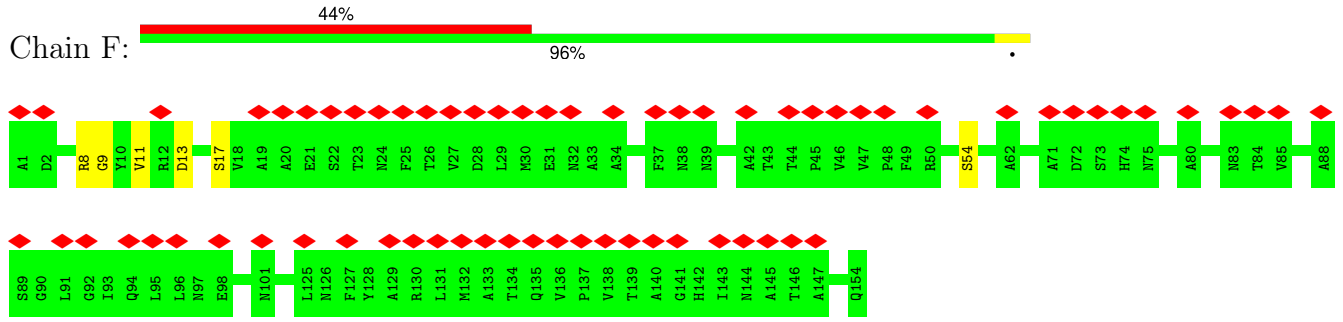 44%
Chain F:
96% .
A1 D2 R8 G9 Y10 V11 R12 D13 S17 V18 A19 A20 E21 S22 T23 N24 F25 T26 V27 D28 L29 M30 E31 N32 A33 A34 F37 N38 N39 A42 T43 T44 P45 V46 V47 P48 F49 R50 S54 A62 A71 D72 S73 H74 N75 A80 N83 T84 V85 A88
S89 G90 L91 G92 I93 Q94 L95 L96 N97 E98 N101 L125 N126 F127 Y128 A129 R130 L131 M132 A133 T134 Q135 V136 P137 V138 T139 A140 G141 H142 I143 N144 A145 T146 A147 Q154